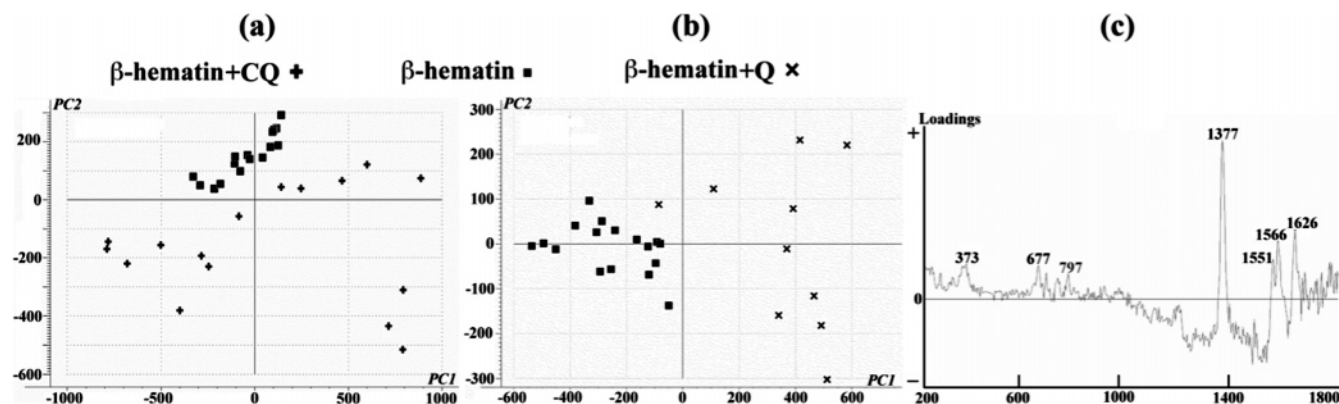 (a) (b) (c)
β-hematin+CQ + β-hematin ■ β-hematin+Q ×
PC2
200
0
-200
-400
-600
-1000 -500 0 500 1000
PC1
PC2
300
200
100
0
-100
-200
-300
-600 -400 -200 0 200 400 600
PC1
Loadings
+
0
−
1377
1626
1566
1551
373
677
797
200 600 1000 1400 1800